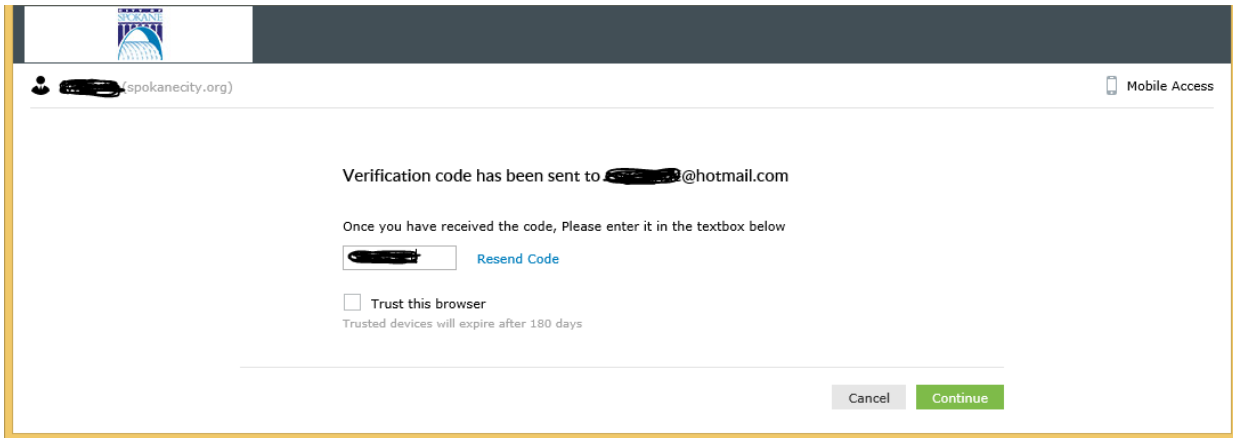 CITY OF
SPOKANE
(spokanecity.org)
Mobile Access
Verification code has been sent to @hotmail.com
Once you have received the code, Please enter it in the textbox below
Resend Code
Trust this browser
Trusted devices will expire after 180 days
Cancel
Continue